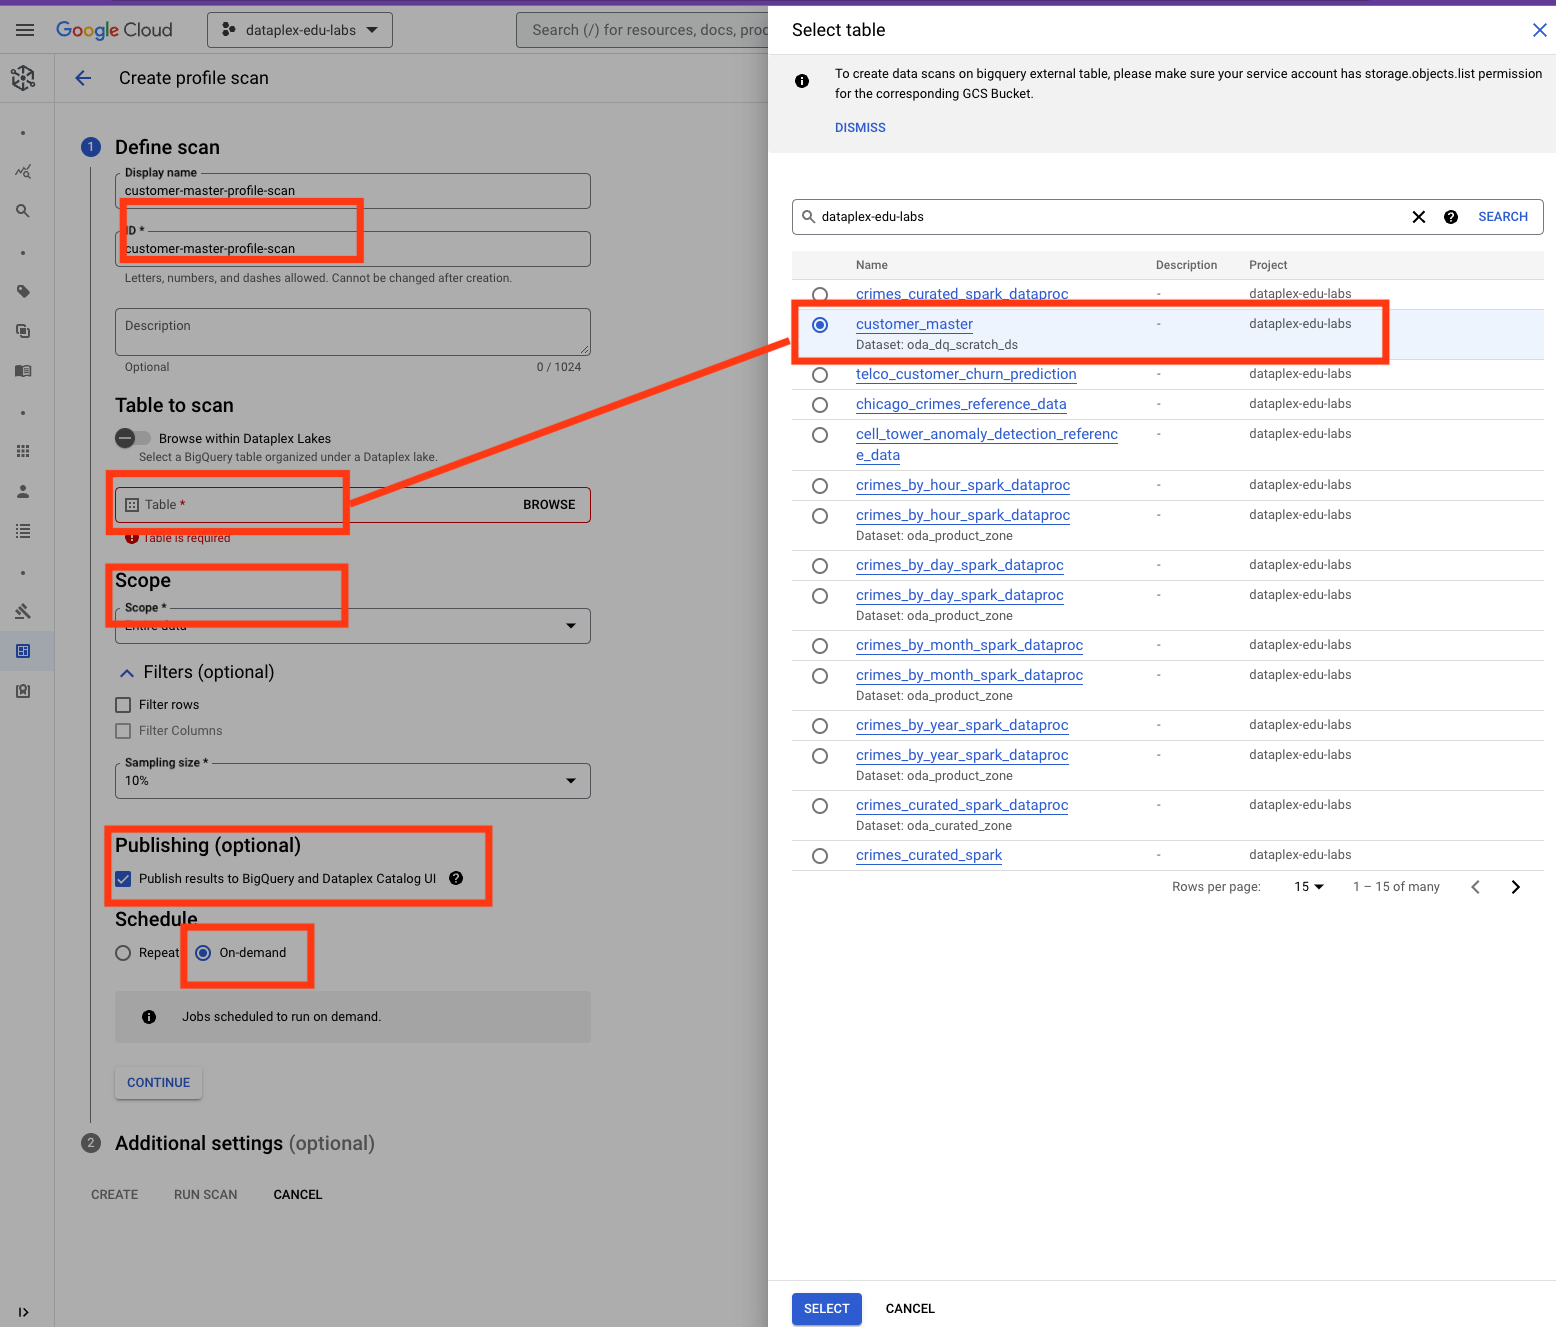 Google Cloud
dataplex-edu-labs
Search (/) for resources, docs, prod
Create profile scan
1
Define scan
Display name
customer-master-profile-scan
ID *
customer-master-profile-scan
Letters, numbers, and dashes allowed. Cannot be changed after creation.
Description
Optional
0 / 1024
Table to scan
Browse within Dataplex Lakes
Select a BigQuery table organized under a Dataplex lake.
Table *
BROWSE
Table is required
Scope
Scope *
Entire data
Filters (optional)
Filter rows
Filter Columns
Sampling size *
10%
Publishing (optional)
Publish results to BigQuery and Dataplex Catalog UI
Schedule
Repeat
On-demand
Jobs scheduled to run on demand.
CONTINUE
2
Additional settings (optional)
CREATE
RUN SCAN
CANCEL
Select table
To create data scans on bigquery external table, please make sure your service account has storage.objects.list permission
for the corresponding GCS Bucket.
DISMISS
dataplex-edu-labs
SEARCH
Name Description Project
crimes_curated_spark_dataproc - dataplex-edu-labs
customer_master - dataplex-edu-labs
Dataset: oda_dq_scratch_ds
telco_customer_churn_prediction - dataplex-edu-labs
chicago_crimes_reference_data - dataplex-edu-labs
cell_tower_anomaly_detection_referenc - dataplex-edu-labs
e_data
crimes_by_hour_spark_dataproc - dataplex-edu-labs
crimes_by_hour_spark_dataproc - dataplex-edu-labs
Dataset: oda_product_zone
crimes_by_day_spark_dataproc - dataplex-edu-labs
crimes_by_day_spark_dataproc - dataplex-edu-labs
Dataset: oda_product_zone
crimes_by_month_spark_dataproc - dataplex-edu-labs
crimes_by_month_spark_dataproc - dataplex-edu-labs
Dataset: oda_product_zone
crimes_by_year_spark_dataproc - dataplex-edu-labs
crimes_by_year_spark_dataproc - dataplex-edu-labs
Dataset: oda_product_zone
crimes_curated_spark_dataproc - dataplex-edu-labs
Dataset: oda_curated_zone
crimes_curated_spark - dataplex-edu-labs
Rows per page: 15 1 – 15 of many
SELECT
CANCEL